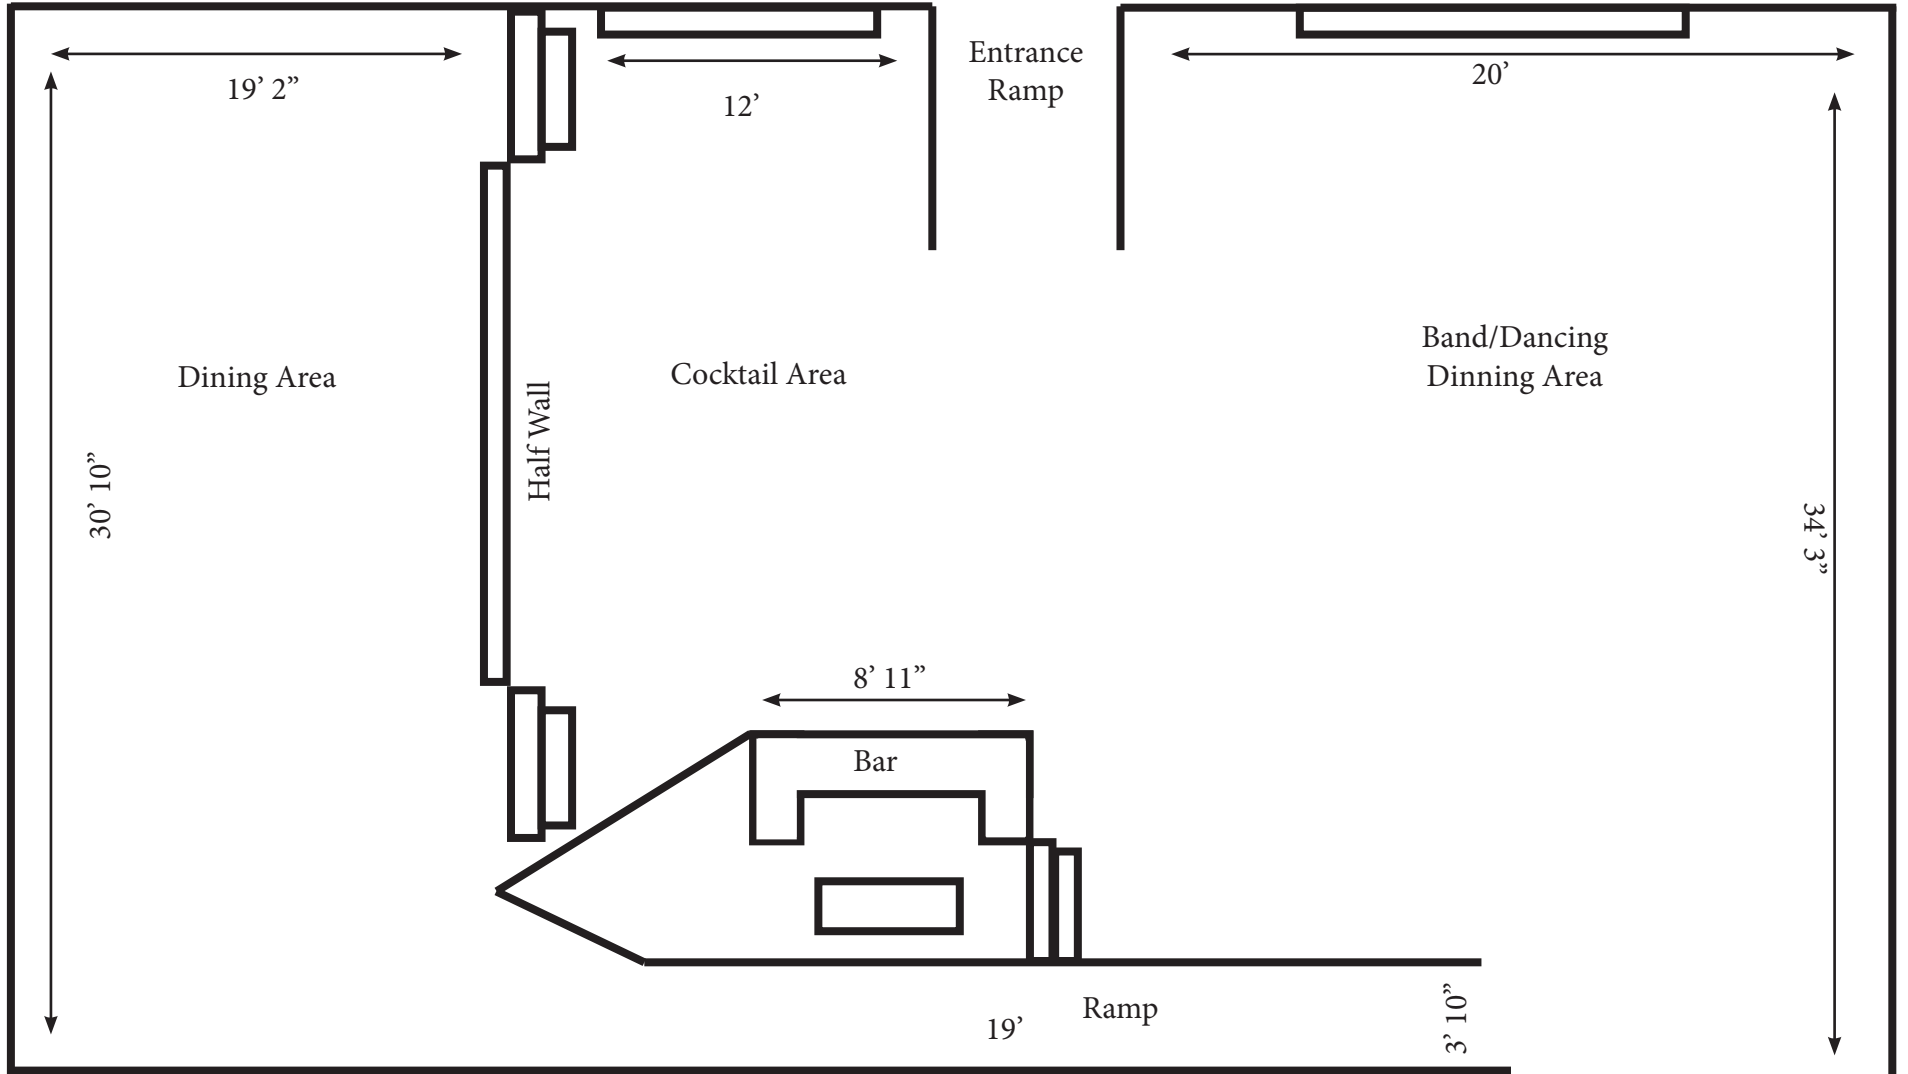 19’ 2”
12’
Entrance
Ramp
20’
Dining Area
30’ 10”
Half Wall
Cocktail Area
Band/Dancing
Dinning Area
34’ 3”
8’ 11”
Bar
Ramp
19’
3’ 10”